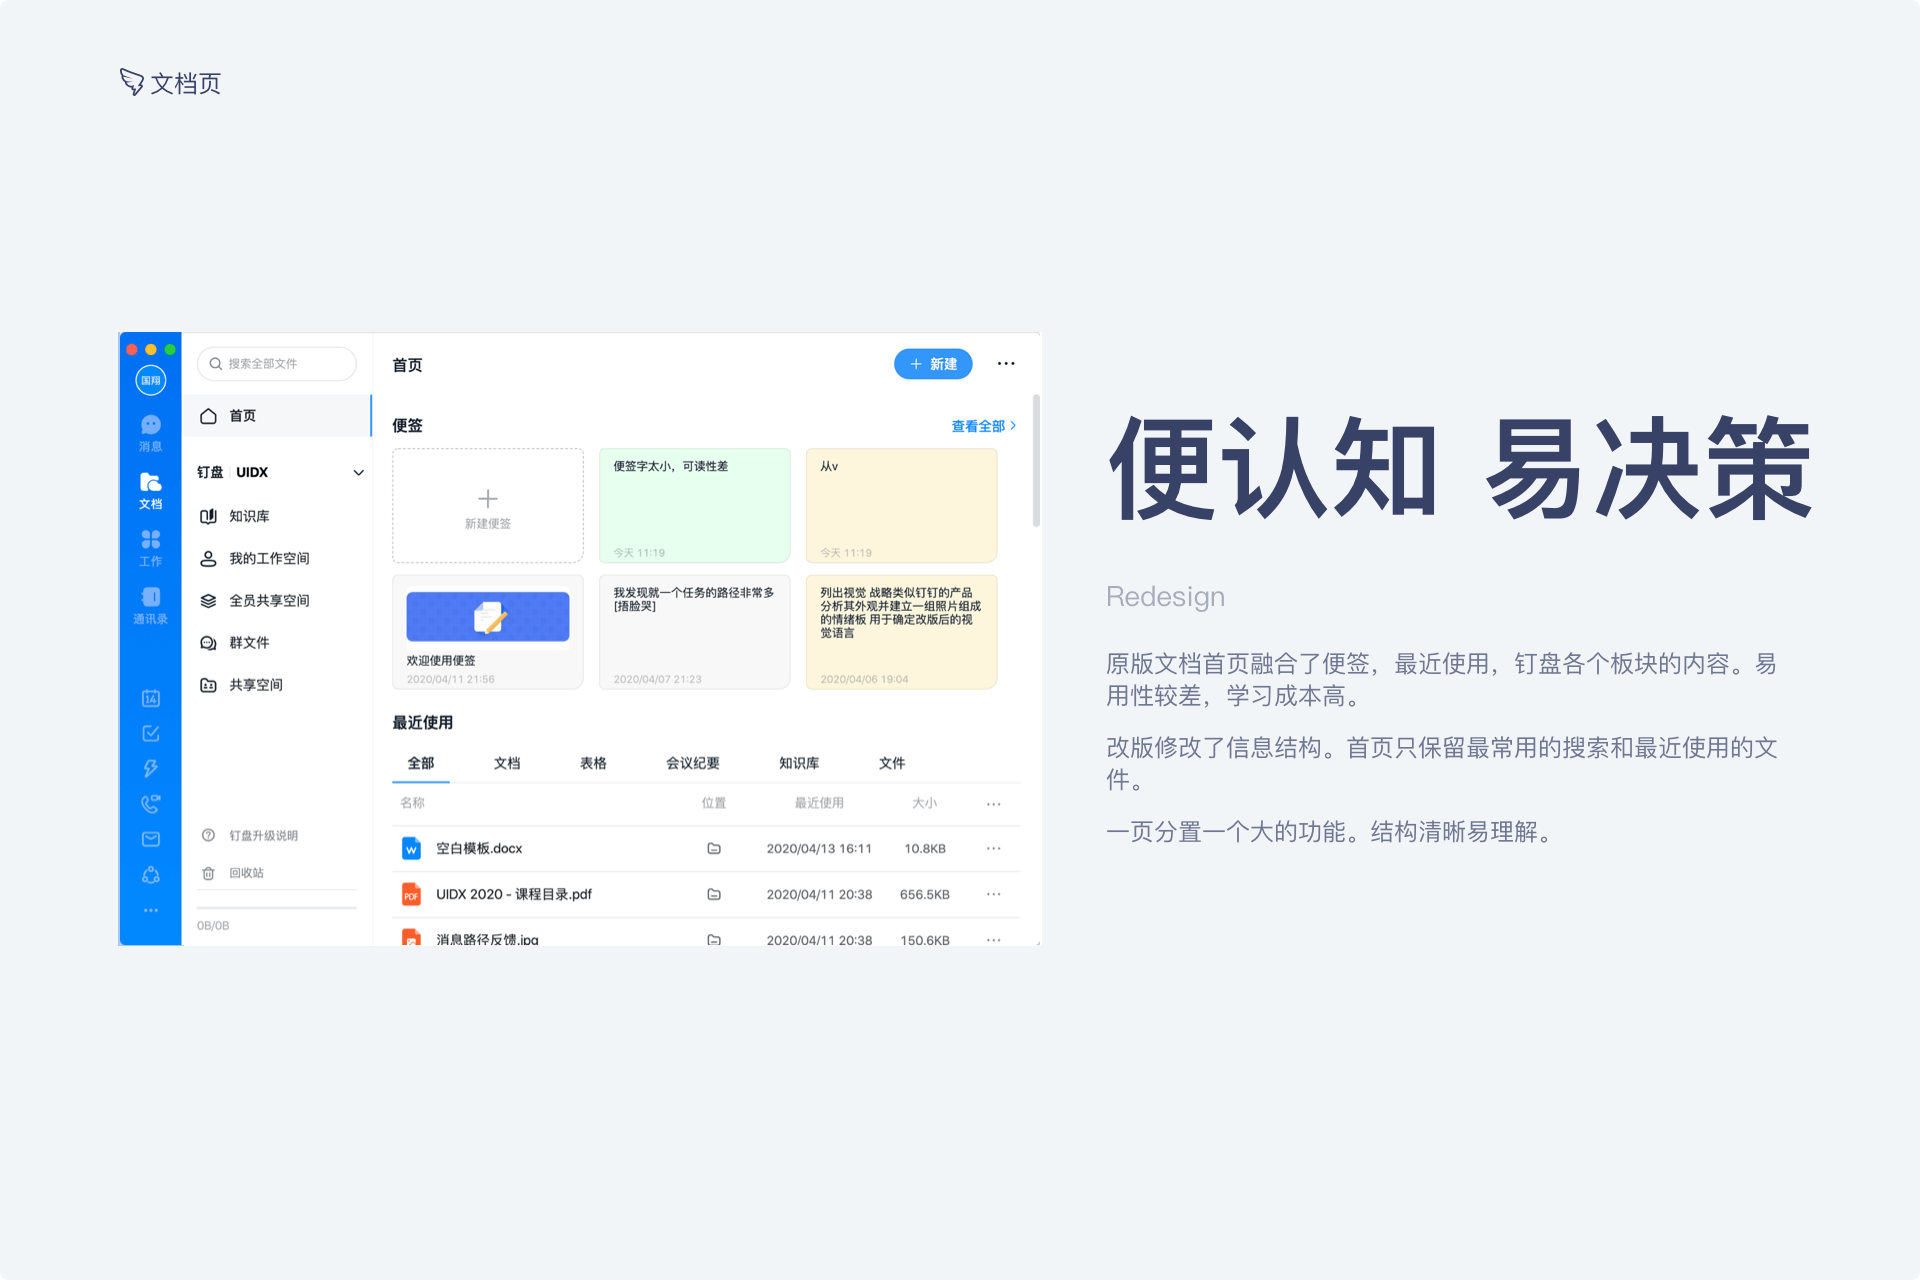 文档页
国翔
消息
文档
工作
通讯录
14
搜索全部文件
首页
钉盘 UIDX
知识库
我的工作空间
全员共享空间
群文件
共享空间
钉盘升级说明
回收站
0B/0B
首页
+ 新建
便签
查看全部
新建便签
便签字太小，可读性差
今天 11:19
从v
今天 11:19
欢迎使用便签
2020/04/11 21:56
我发现就一个任务的路径非常多
[捂脸哭]
2020/04/07 21:23
列出视觉 战略类似钉钉的产品
分析其外观并建立一组照片组成
的情绪板 用于确定改版后的视
觉语言
2020/04/06 19:04
最近使用
全部 文档 表格 会议纪要 知识库 文件
名称 位置 最近使用 大小
W 空白模板.docx 2020/04/13 16:11 10.8KB
PDF UIDX 2020 - 课程目录.pdf 2020/04/11 20:38 656.5KB
消息路径反馈.jpg 2020/04/11 20:38 150.6KB
便认知 易决策
Redesign
原版文档首页融合了便签，最近使用，钉盘各个板块的内容。易
用性较差，学习成本高。
改版修改了信息结构。首页只保留最常用的搜索和最近使用的文
件。
一页分置一个大的功能。结构清晰易理解。